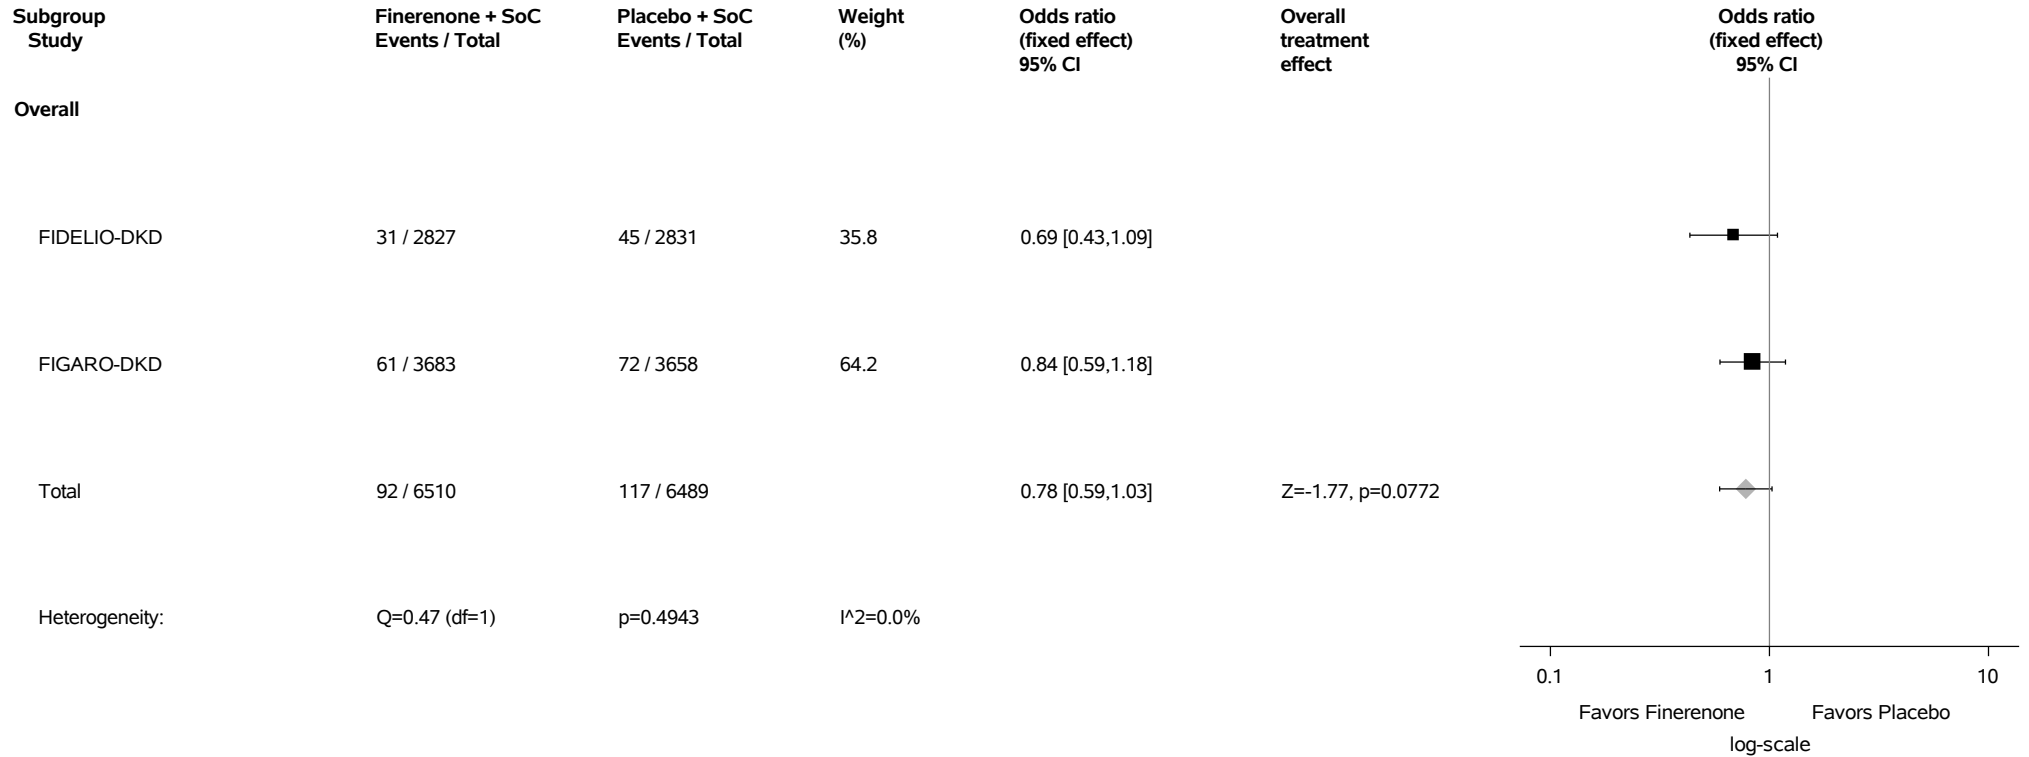 Subgroup Finerenone + SoC Placebo + SoC Weight Odds ratio Overall Odds ratio
Study Events / Total Events / Total (%) (fixed effect) treatment (fixed effect)
95% CI effect 95% CI
Overall
FIDELIO-DKD 31 / 2827 45 / 2831 35.8 0.69 [0.43,1.09]
FIGARO-DKD 61 / 3683 72 / 3658 64.2 0.84 [0.59,1.18]
Total 92 / 6510 117 / 6489 0.78 [0.59,1.03] Z=-1.77, p=0.0772
Heterogeneity: Q=0.47 (df=1) p=0.4943 I^2=0.0%
0.1 1 10
Favors Finerenone Favors Placebo
log-scale